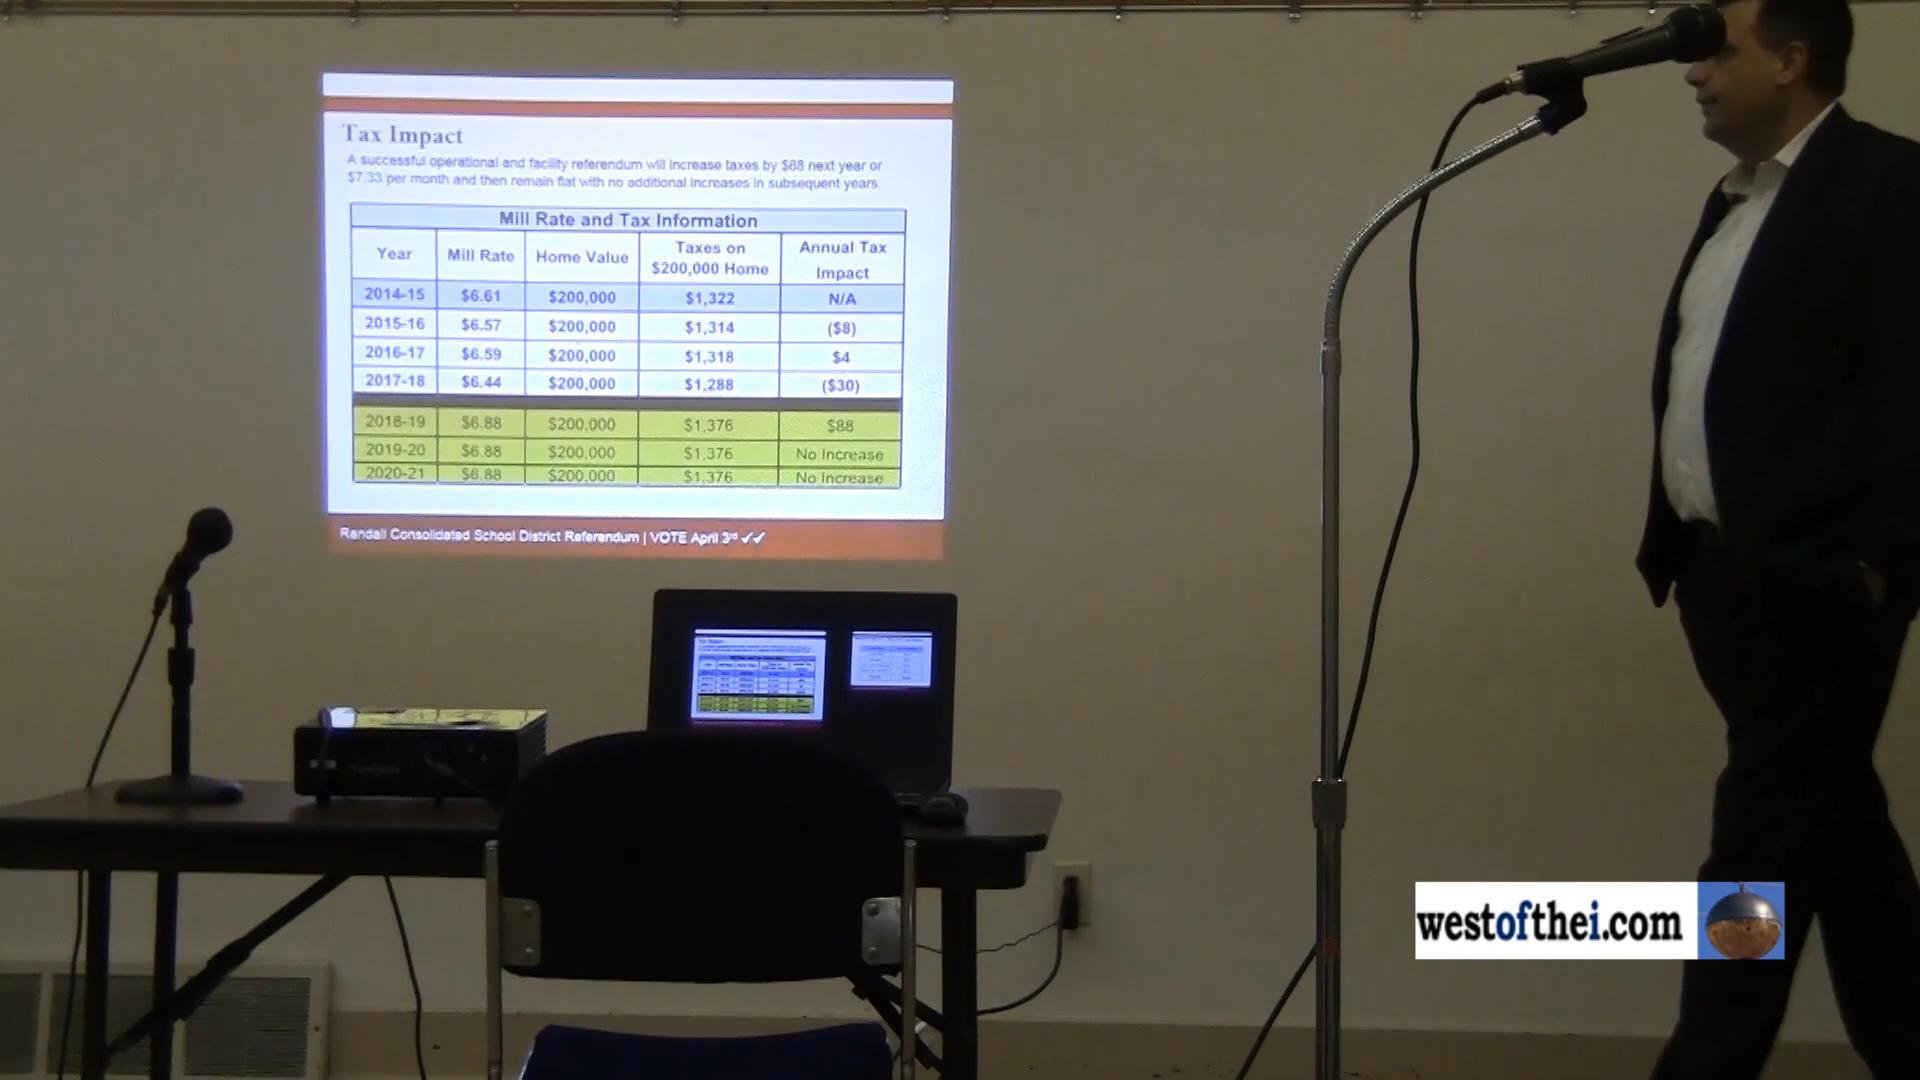 Tax Impact
A successful operational and facility referendum will increase taxes by $88 next year or
$7.33 per month and then remain flat with no additional increases in subsequent years.
Mill Rate and Tax Information
Year Mill Rate Home Value Taxes on $200,000 Home Annual Tax Impact
2014-15 $6.61 $200,000 $1,322 N/A
2015-16 $6.57 $200,000 $1,314 ($8)
2016-17 $6.59 $200,000 $1,318 $4
2017-18 $6.44 $200,000 $1,288 ($30)
2018-19 $6.88 $200,000 $1,376 $88
2019-20 $6.88 $200,000 $1,376 No Increase
2020-21 $6.88 $200,000 $1,376 No Increase
Randall Consolidated School District Referendum | VOTE April 3rd ✓✓
westofthei.com